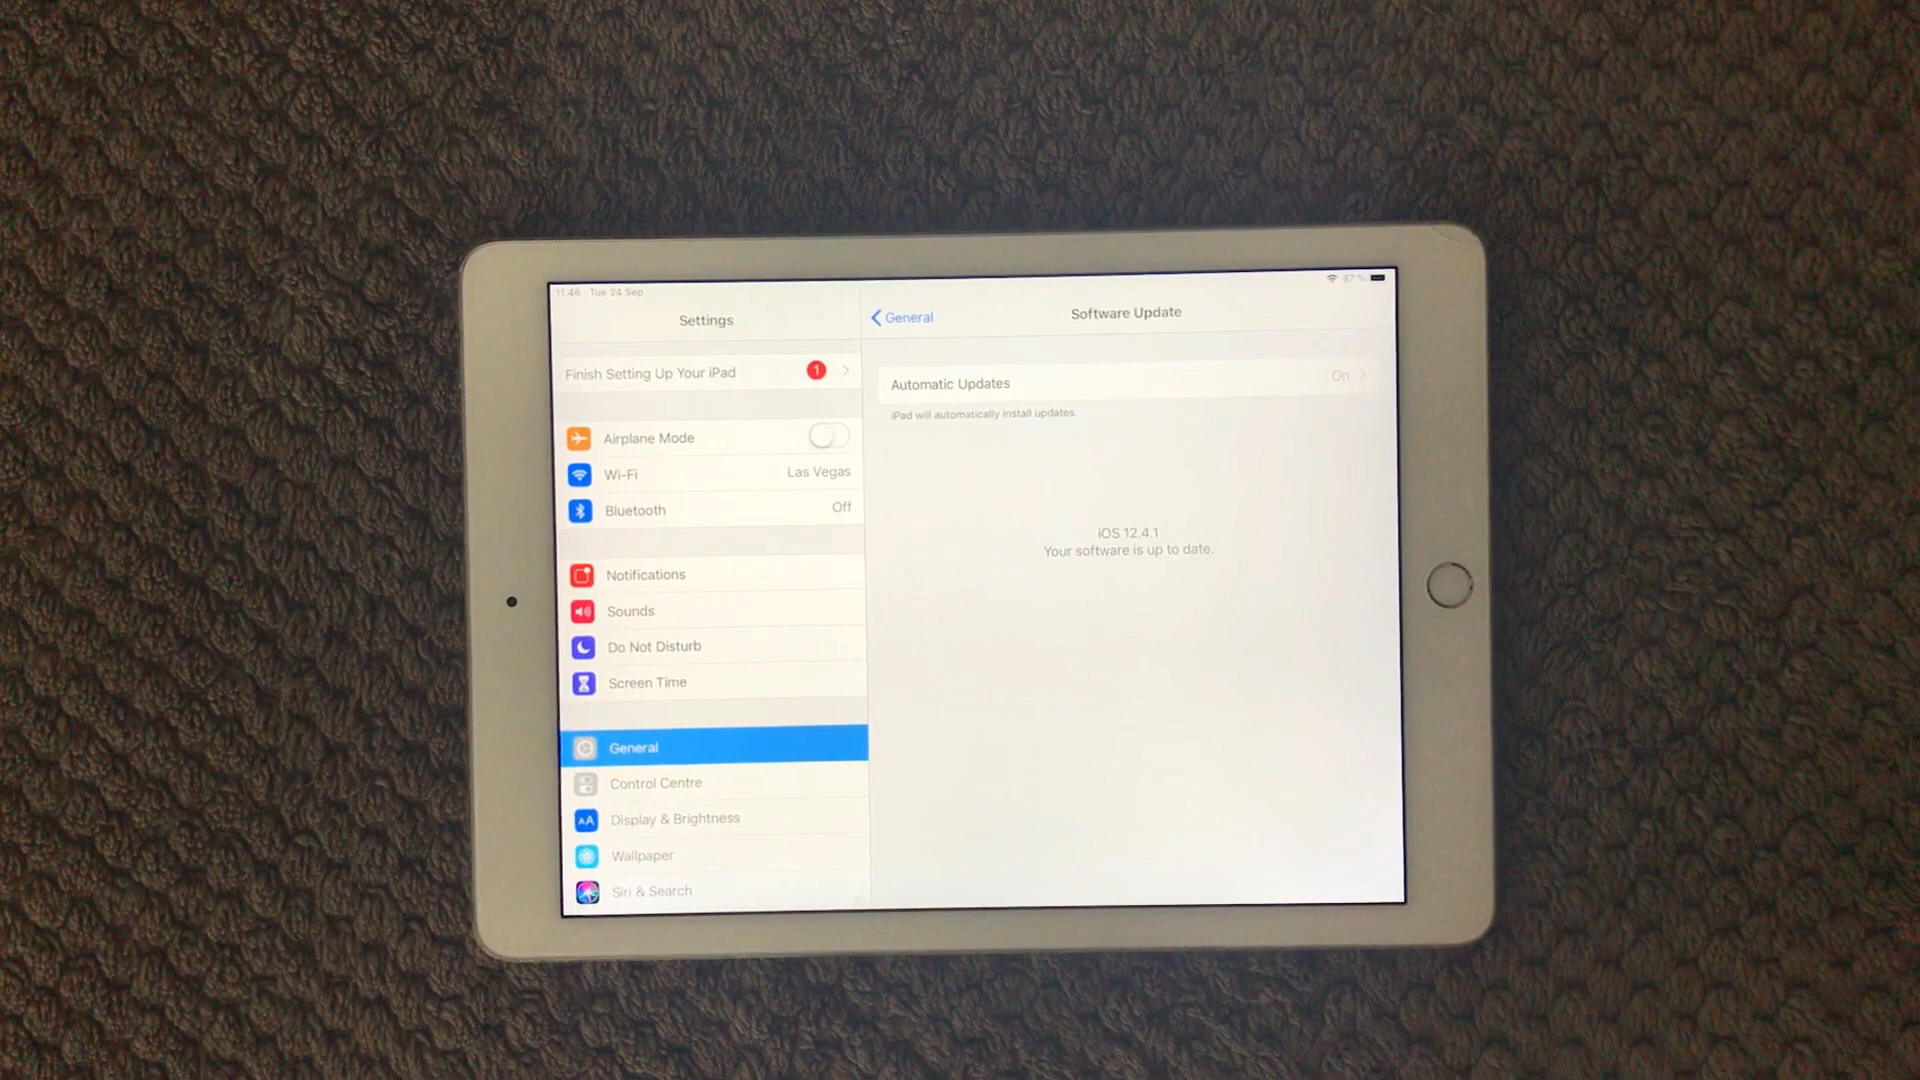 11:46 Tue 24 Sep
87 %
Settings
Finish Setting Up Your iPad
1
Airplane Mode
Wi-Fi
Las Vegas
Bluetooth
Off
Notifications
Sounds
Do Not Disturb
Screen Time
General
Control Centre
AA
Display & Brightness
Wallpaper
Siri & Search
General
Software Update
Automatic Updates
On
iPad will automatically install updates.
iOS 12.4.1
Your software is up to date.